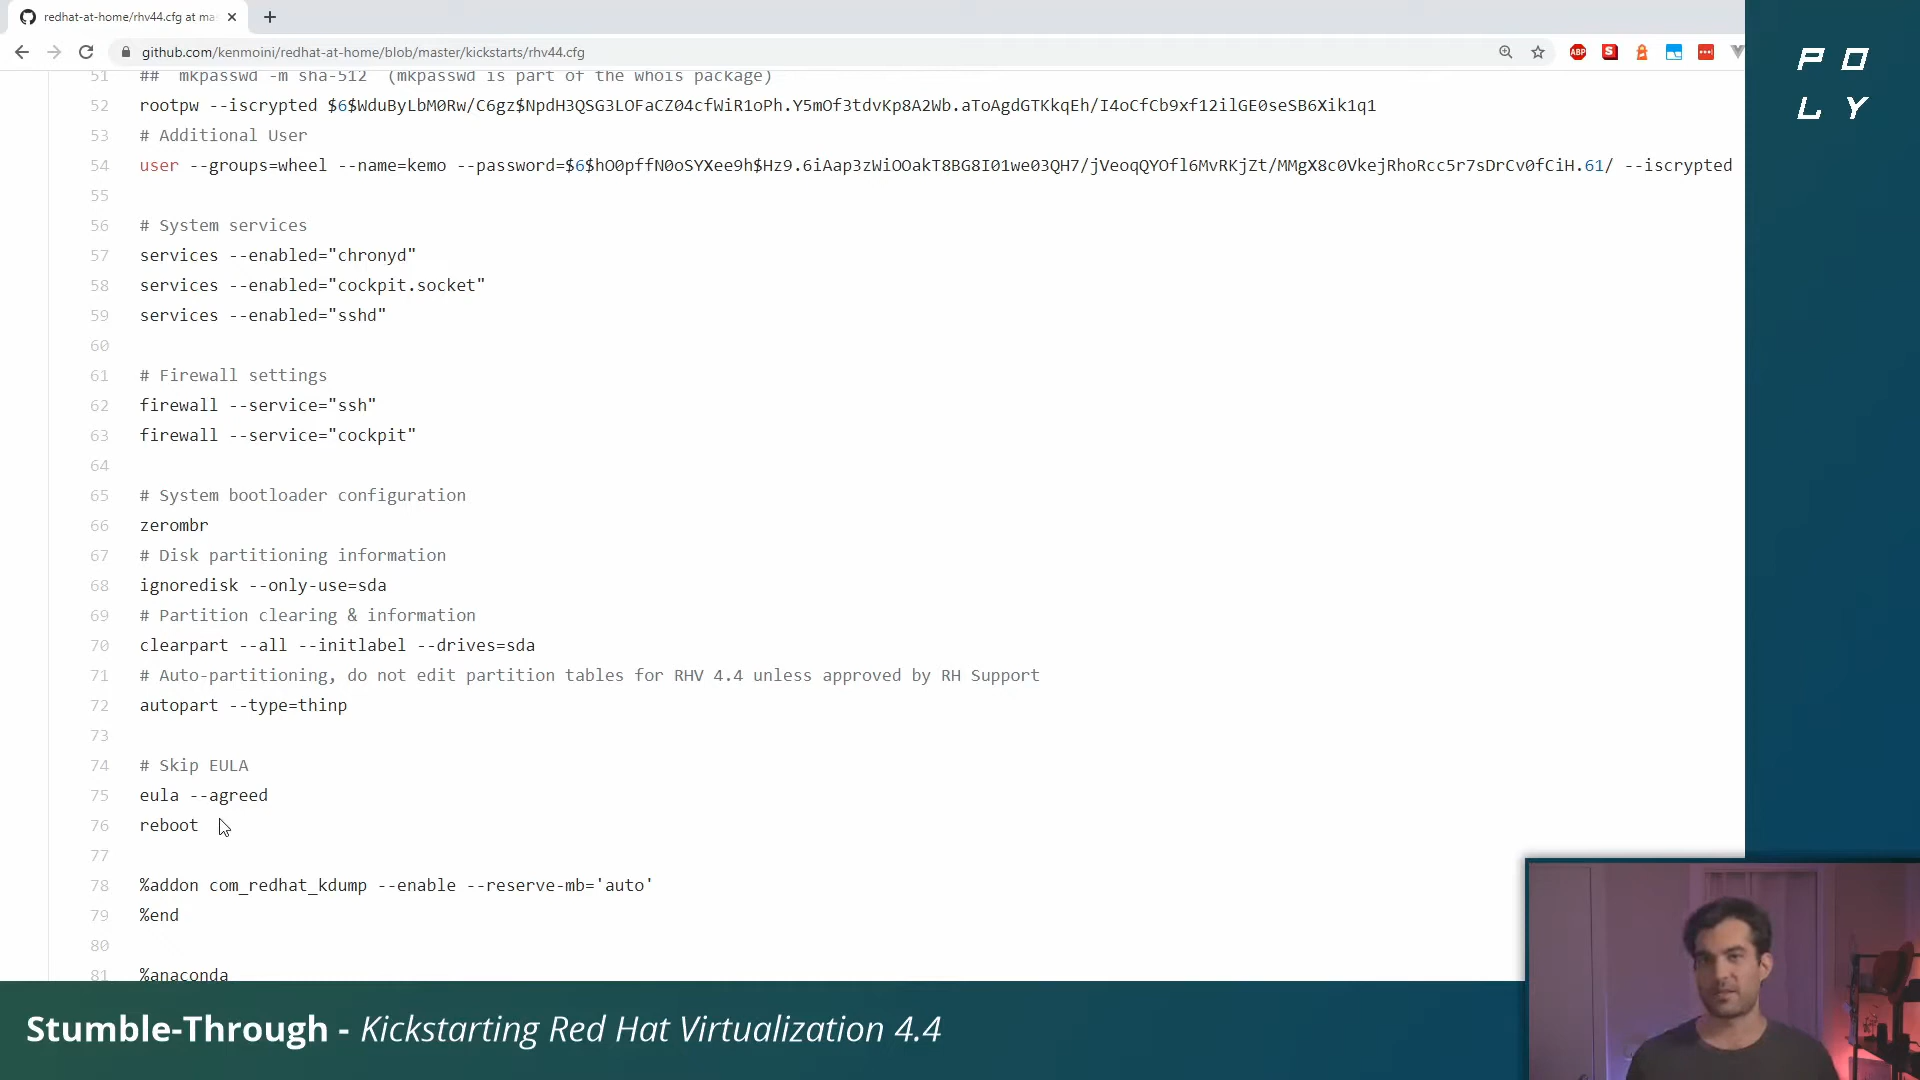 redhat-at-home/rhv44.cfg at ma
github.com/kenmoini/redhat-at-home/blob/master/kickstarts/rhv44.cfg
ABP
S
PO
LY
51 ## mkpasswd -m sha-512 (mkpasswd is part of the whois package)
52 rootpw --iscrypted $6$WduByLbM0Rw/C6gz$NpdH3QSG3LOFaCZ04cfWiR1oPh.Y5mOf3tdvKp8A2Wb.aToAgdGTKkqEh/I4oCfCb9xf12ilGE0seSB6Xik1q1
53 # Additional User
54 user --groups=wheel --name=kemo --password=$6$hO0pffN0oSYXee9h$Hz9.6iAap3zWiOOakT8BG8I01we03QH7/jVeoqQYOfl6MvRKjZt/MMgX8c0VkejRhoRcc5r7sDrCv0fCiH.61/ --iscrypted
55
56 # System services
57 services --enabled="chronyd"
58 services --enabled="cockpit.socket"
59 services --enabled="sshd"
60
61 # Firewall settings
62 firewall --service="ssh"
63 firewall --service="cockpit"
64
65 # System bootloader configuration
66 zerombr
67 # Disk partitioning information
68 ignoredisk --only-use=sda
69 # Partition clearing & information
70 clearpart --all --initlabel --drives=sda
71 # Auto-partitioning, do not edit partition tables for RHV 4.4 unless approved by RH Support
72 autopart --type=thinp
73
74 # Skip EULA
75 eula --agreed
76 reboot
77
78 %addon com_redhat_kdump --enable --reserve-mb='auto'
79 %end
80
81 %anaconda
Stumble-Through - Kickstarting Red Hat Virtualization 4.4